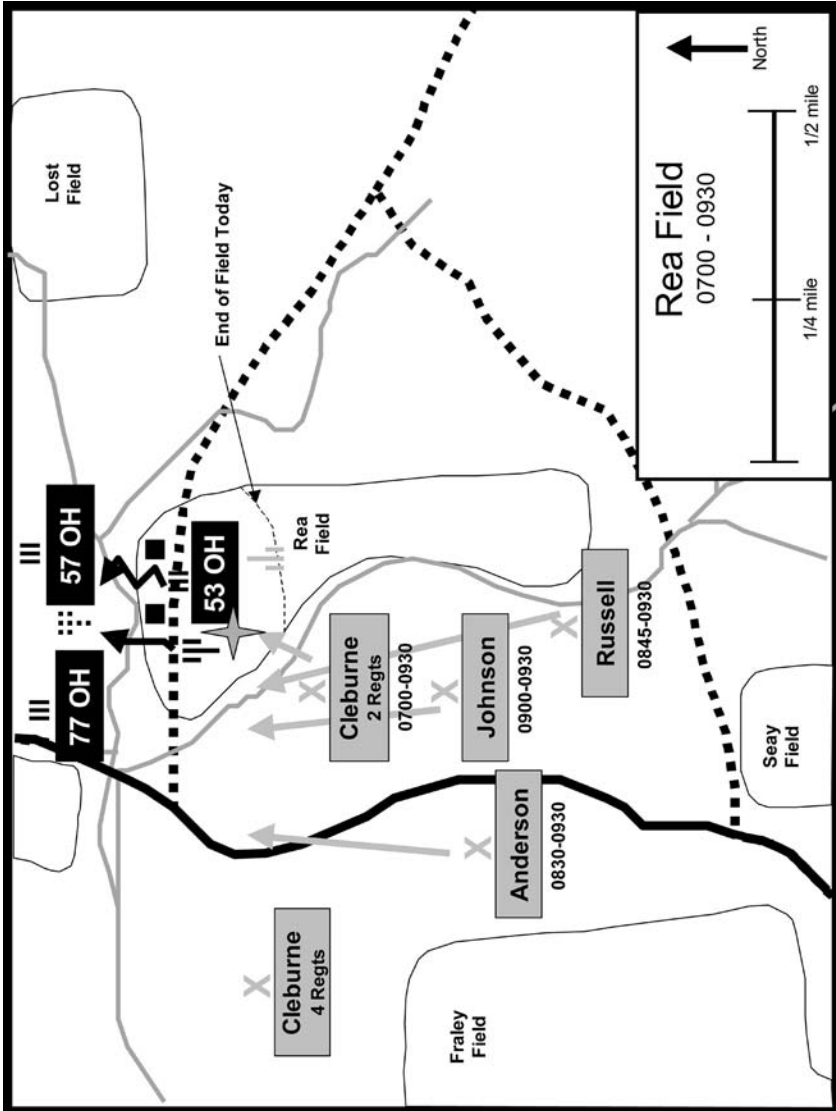 Lost
Field
End of Field Today
57 OH
53 OH
77 OH
Rea
Field
Cleburne
2 Regts
0700-0930
Johnson
0900-0930
Russell
0845-0930
Anderson
0830-0930
Cleburne
4 Regts
Fraley
Field
Seay
Field
Rea Field
0700 - 0930
North
1/4 mile
1/2 mile
X
X
X
X
X